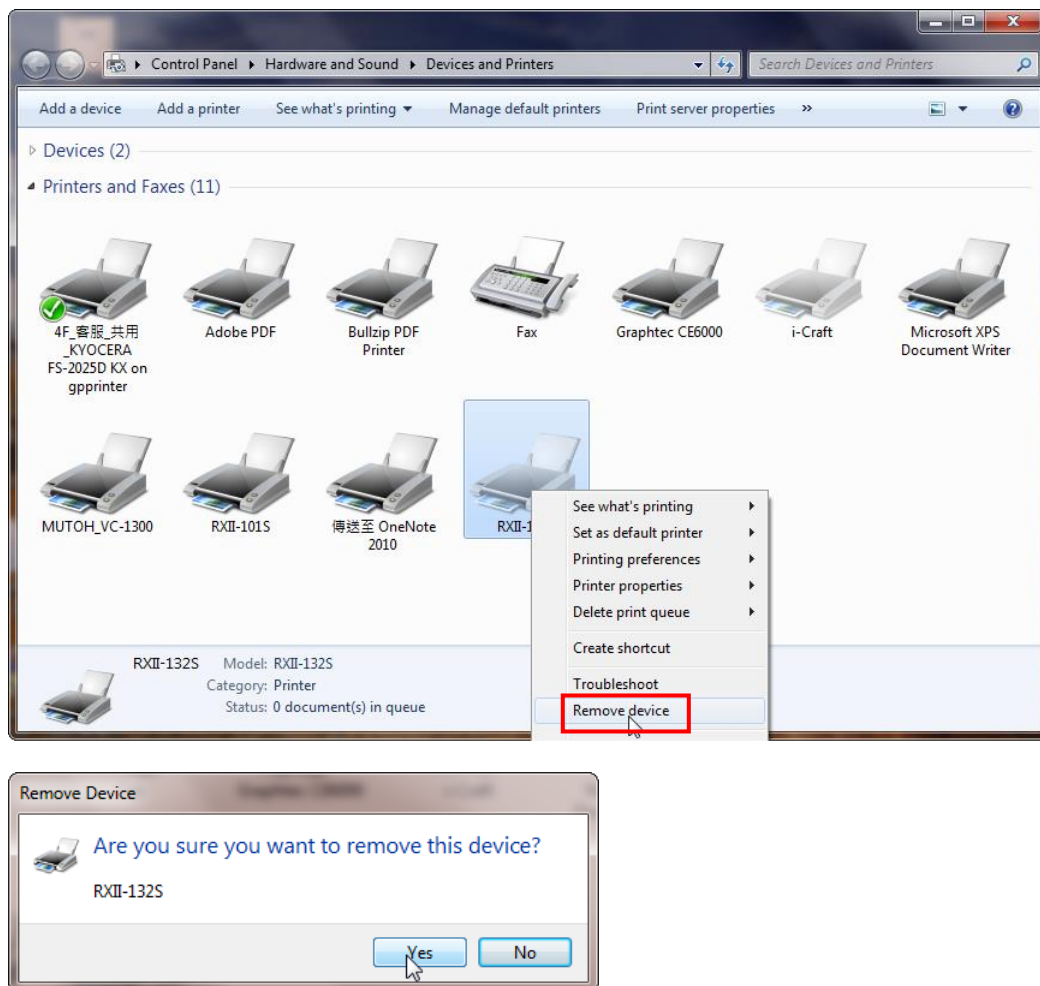 Control Panel ▸ Hardware and Sound ▸ Devices and Printers
Search Devices and Printers
Add a device Add a printer See what's printing Manage default printers Print server properties »
Devices (2)
Printers and Faxes (11)
4F_客服_共用
_KYOCERA
FS-2025D KX on
gpprinter
Adobe PDF
Bullzip PDF
Printer
Fax
Graphtec CE6000
i-Craft
Microsoft XPS
Document Writer
MUTOH_VC-1300
RXII-101S
傳送至 OneNote
2010
RXII-1
See what's printing
Set as default printer
Printing preferences
Printer properties
Delete print queue
Create shortcut
Troubleshoot
Remove device
RXII-132S Model: RXII-132S
Category: Printer
Status: 0 document(s) in queue
Remove Device
Are you sure you want to remove this device?
RXII-132S
Yes No